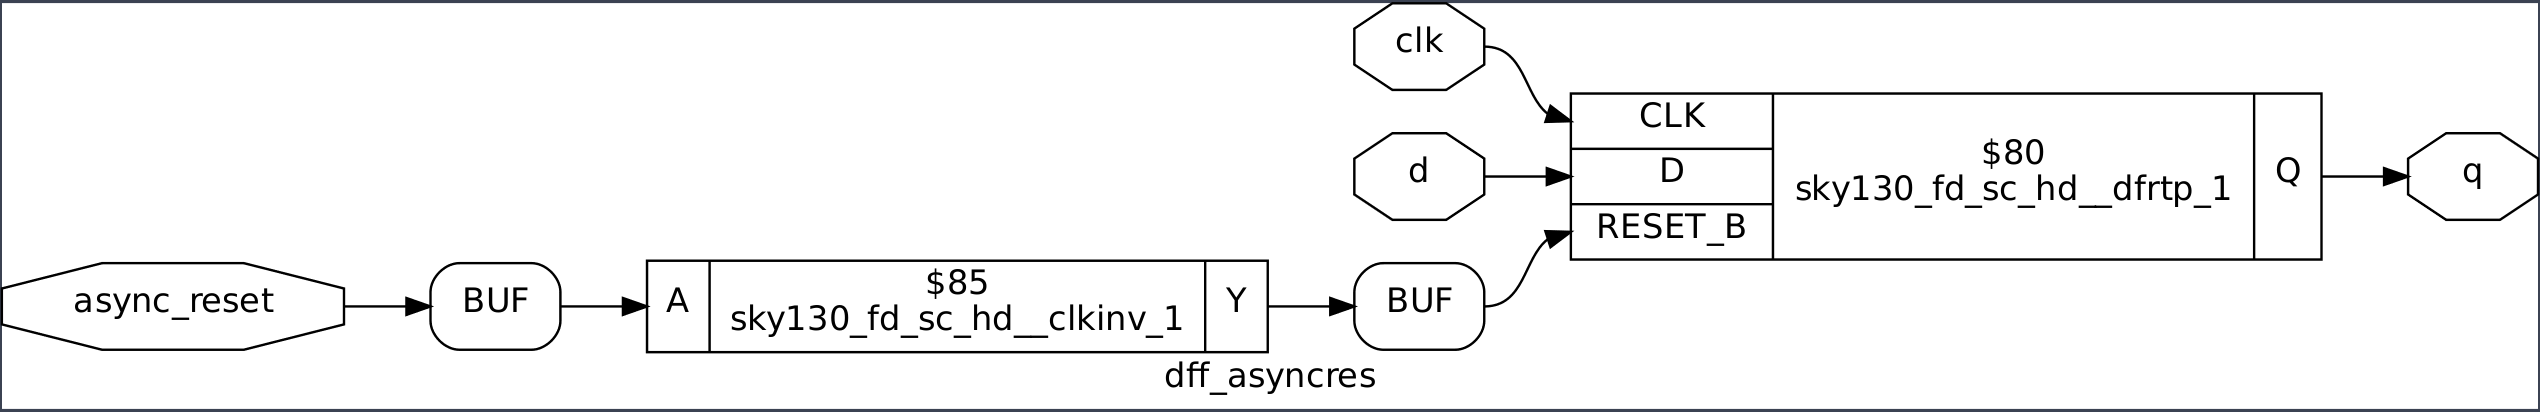 clk
CLK
d
D
RESET_B
$80
sky130_fd_sc_hd__dfrtp_1
Q
q
async_reset
BUF
A
$85
sky130_fd_sc_hd__clkinv_1
Y
BUF
dff_asyncres